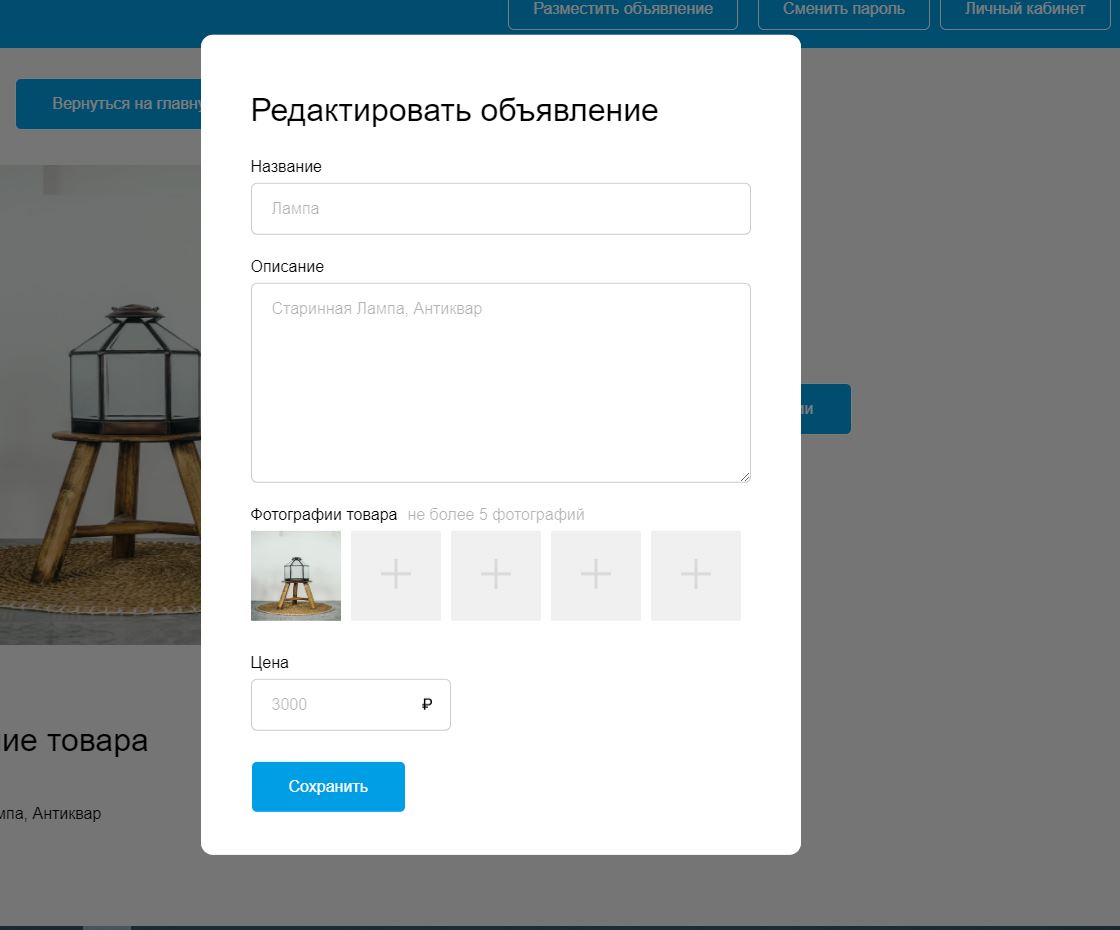 Разместить объявление
Сменить пароль
Личный кабинет
Вернуться на главну
Редактировать объявление
Название
Лампа
Описание
Старинная Лампа, Антиквар
ии
Фотографии товара не более 5 фотографий
Цена
3000 ₽
ие товара
Сохранить
мпа, Антиквар